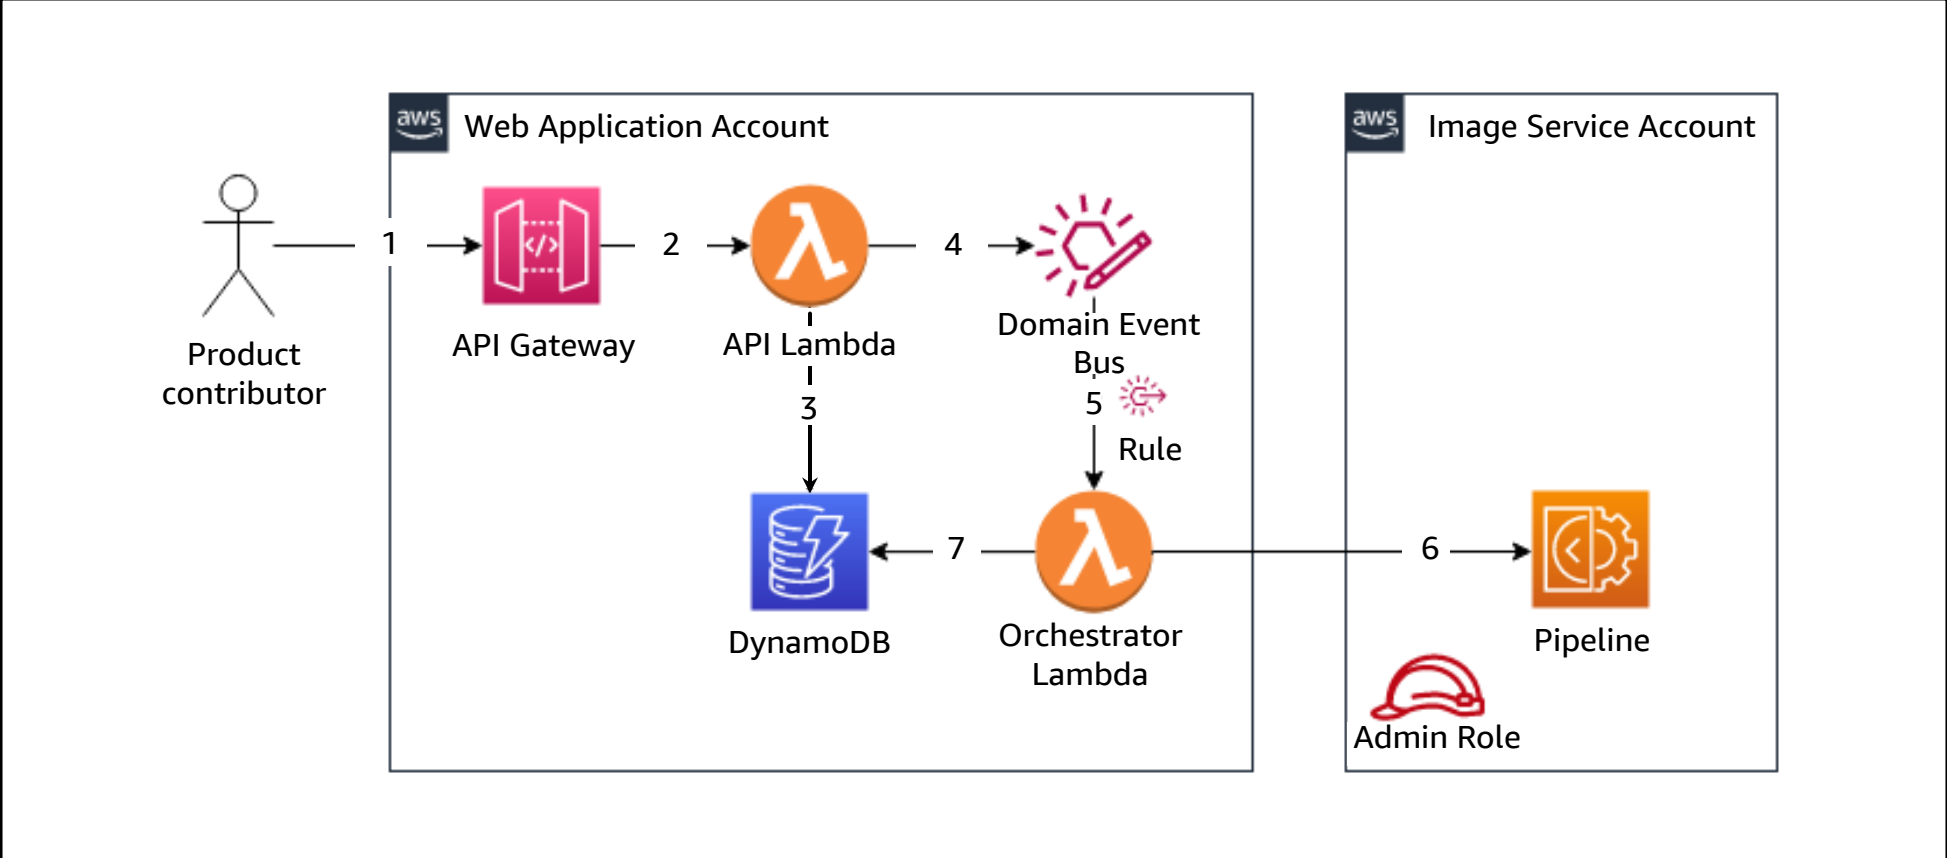 aws
Web Application Account
aws
Image Service Account
1
</>
2
4
Product
contributor
API Gateway
API Lambda
Domain Event
Bus
3
5
Rule
7
6
DynamoDB
Orchestrator
Lambda
Pipeline
Admin Role